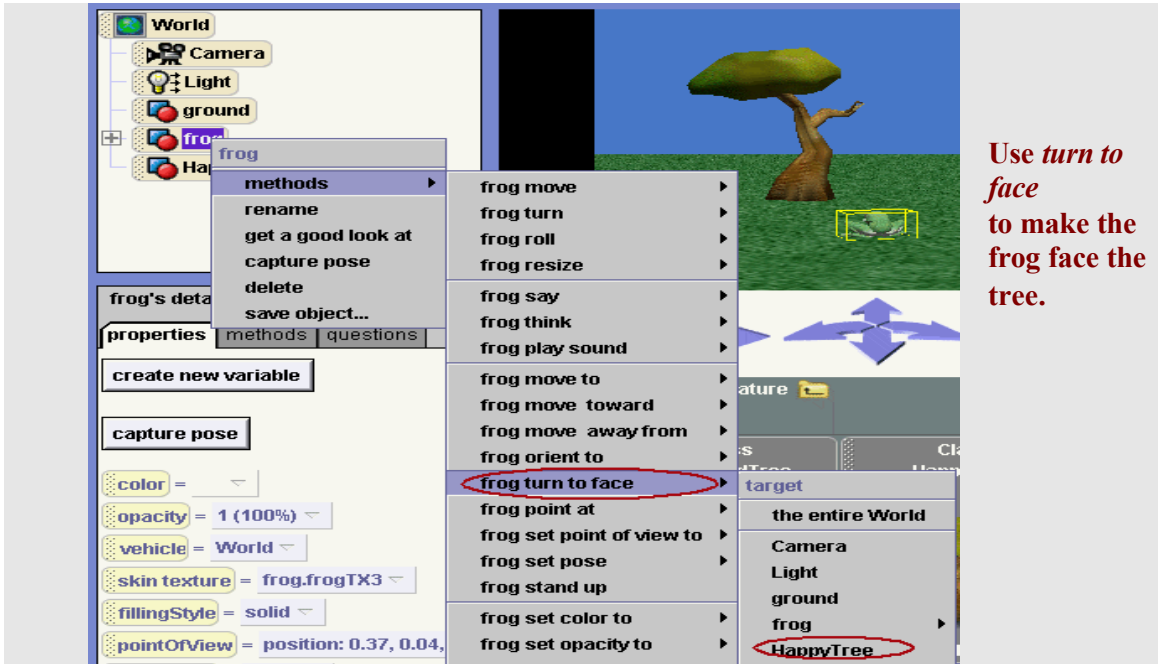 World
Camera
Light
ground
frog
frog
methods
rename
get a good look at
capture pose
delete
save object...
frog move
frog turn
frog roll
frog resize
frog say
frog think
frog play sound
frog move to
frog move toward
frog move away from
frog orient to
frog turn to face
frog point at
frog set point of view to
frog set pose
frog stand up
frog set color to
frog set opacity to
target
the entire World
Camera
Light
ground
frog
HappyTree
frog's
properties methods questions
create new variable
capture pose
color =
opacity = 1 (100%)
vehicle = World
skin texture = frog.frogTX3
fillingStyle = solid
pointOfView = position: 0.37, 0.04,
Use turn to
face
to make the
frog face the
tree.